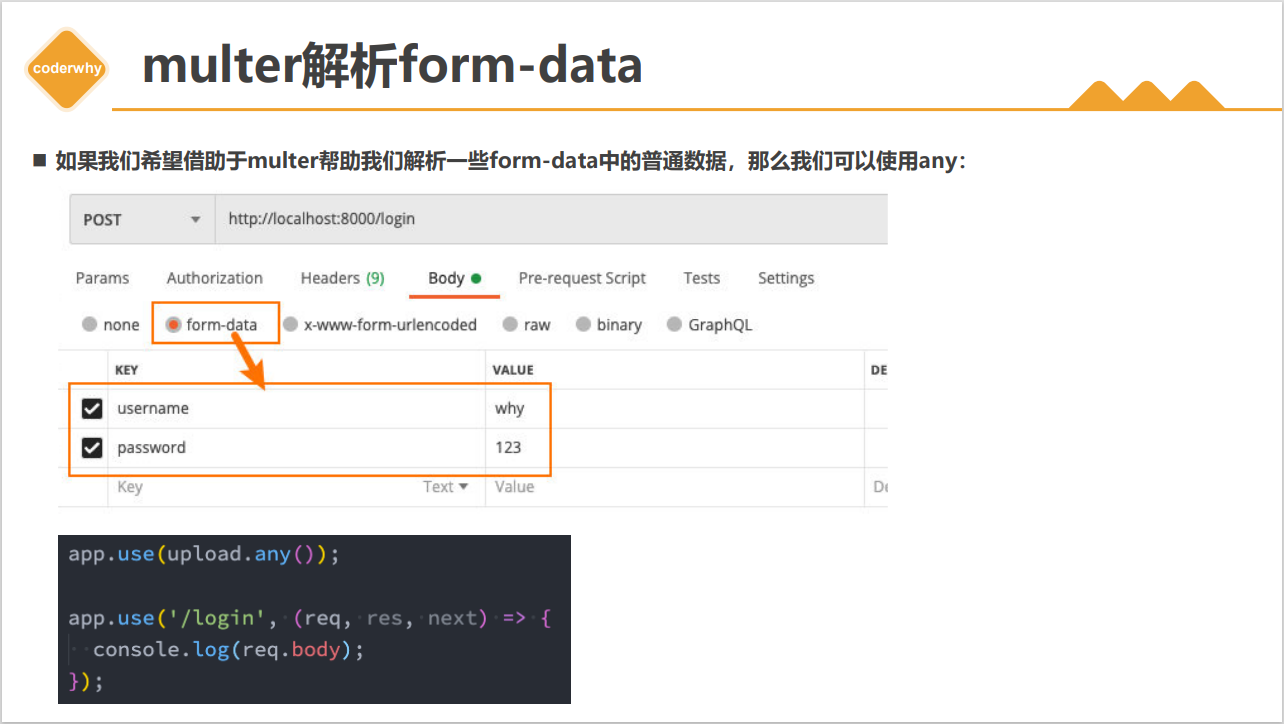 coderwhy
multer解析form-data
如果我们希望借助于multer帮助我们解析一些form-data中的普通数据，那么我们可以使用any：
POST http://localhost:8000/login
Params Authorization Headers (9) Body Pre-request Script Tests Settings
none form-data x-www-form-urlencoded raw binary GraphQL
KEY VALUE DE
username why
password 123
Key Text Value De
app.use(upload.any());
app.use('/login', (req, res, next) => {
console.log(req.body);
});